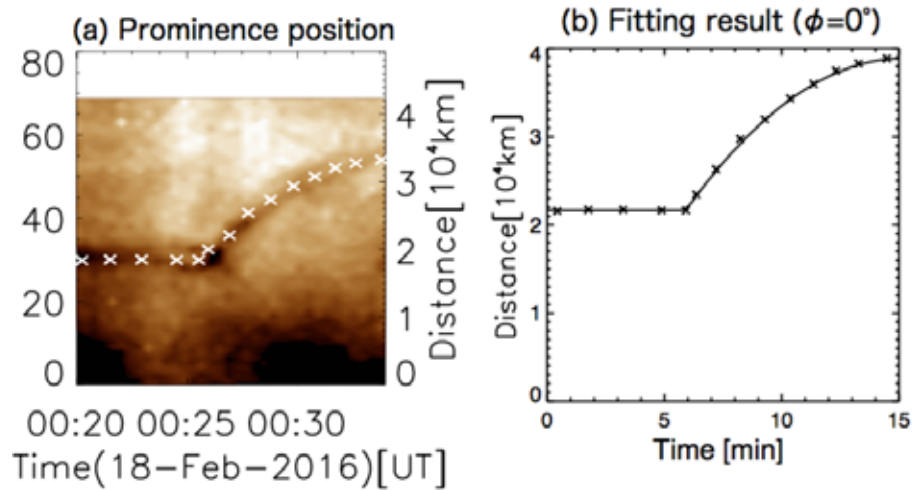 (a) Prominence position
80
60
40
20
0
4
3
2
1
0
Distance[10⁴km]
00:20 00:25 00:30
Time(18-Feb-2016)[UT]
(b) Fitting result (ϕ=0°)
4
3
2
1
0
Distance[10⁴km]
0 5 10 15
Time [min]